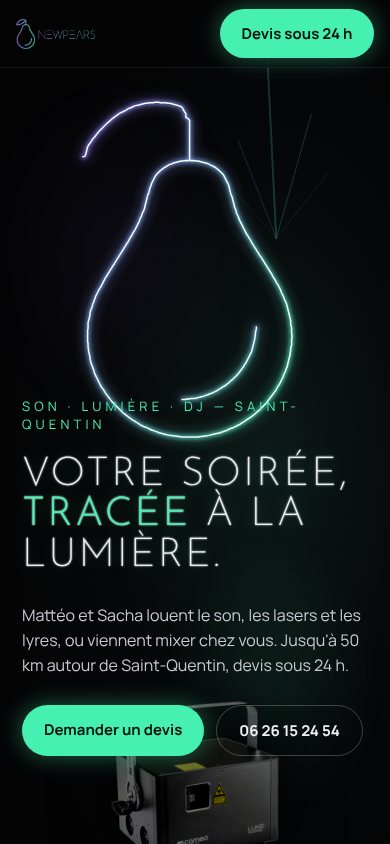 NEWPEARS
Devis sous 24 h
SON · LUMIÈRE · DJ — SAINT-
QUENTIN
VOTRE SOIRÉE,
TRACÉE À LA
LUMIÈRE.
Mattéo et Sacha louent le son, les lasers et les
lyres, ou viennent mixer chez vous. Jusqu'à 50
km autour de Saint-Quentin, devis sous 24 h.
Demander un devis
06 26 15 24 54
cameo